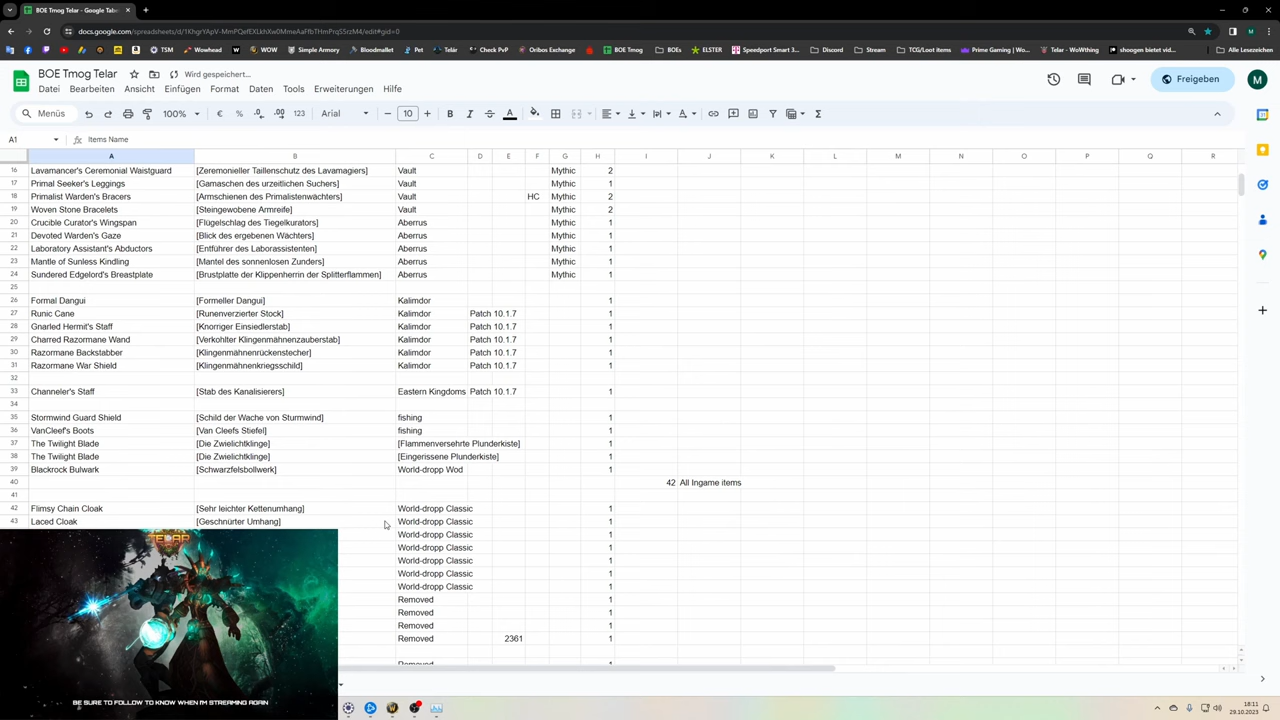 BOE Tmog Telar - Google Tabel
docs.google.com/spreadsheets/d/
TSM Wowhead WoW Simple Armory Bloodmallet Pet Telár Check PvP Oribos Exchange BOE Tmog BOEs ELSTER Speedport Smart 3... Discord Stream TCG/Loot Items Prime Gaming | Wo... Telar - WoWthing shoogsm bietet vid... Alle Lesezeichen
BOE Tmog Telar Wird gespeichert... Freigeben M
Datei Bearbeiten Ansicht Einfügen Format Daten Tools Erweiterungen Hilfe
Menüs 100% € % .0 .00 123 Arial 10 B I A
A1 fx Items Name
A B C D E F G H I J K L M N O P Q R
16 Lavamancer's Ceremonial Waistguard [Zeremonieller Taillenschutz des Lavamagiers] Vault Mythic 2
17 Primal Seeker's Leggings [Gamaschen des urzeitlichen Suchers] Vault Mythic 1
18 Primalist Warden's Bracers [Armschienen des Primalistenwächters] Vault HC Mythic 2
19 Woven Stone Bracelets [Steingewobene Armreife] Vault Mythic 2
20 Crucible Curator's Wingspan [Flügelschlag des Tiegelkurators] Aberrus Mythic 1
21 Devoted Warden's Gaze [Blick des ergebenen Wächters] Aberrus Mythic 1
22 Laboratory Assistant's Abductors [Entführer des Laborassistenten] Aberrus Mythic 1
23 Mantle of Sunless Kindling [Mantel des sonnenlosen Zunders] Aberrus Mythic 1
24 Sundered Edgelord's Breastplate [Brustplatte der Klippenherrin der Splitterflammen] Aberrus Mythic 1
25
26 Formal Dangui [Formeller Dangui] Kalimdor 1
27 Runic Cane [Runenverzierter Stock] Kalimdor Patch 10.1.7 1
28 Gnarled Hermit's Staff [Knorriger Einsiedlerstab] Kalimdor Patch 10.1.7 1
29 Charred Razormane Wand [Verkohlter Klingenmähnenzauberstab] Kalimdor Patch 10.1.7 1
30 Razormane Backstabber [Klingenmähnenrückenstecher] Kalimdor Patch 10.1.7 1
31 Razormane War Shield [Klingenmähnenkriegsschild] Kalimdor Patch 10.1.7 1
32
33 Channeler's Staff [Stab des Kanalisierers] Eastern Kingdoms Patch 10.1.7 1
34
35 Stormwind Guard Shield [Schild der Wache von Sturmwind] fishing 1
36 VanCleef's Boots [Van Cleefs Stiefel] fishing 1
37 The Twilight Blade [Die Zwielichtklinge] [Flammenversehrte Plunderkiste] 1
38 The Twilight Blade [Die Zwielichtklinge] [Eingerissene Plunderkiste] 1
39 Blackrock Bulwark [Schwarzfelsbollwerk] World-dropp Wod 1
40 42 All Ingame items
41
42 Flimsy Chain Cloak [Sehr leichter Kettenumhang] World-dropp Classic 1
43 Laced Cloak [Geschnürter Umhang] World-dropp Classic 1
World-dropp Classic 1
World-dropp Classic 1
World-dropp Classic 1
World-dropp Classic 1
World-dropp Classic 1
Removed 1
Removed 1
Removed 1
Removed 2361 1
Removed 1
TELAR
BE SURE TO FOLLOW TO KNOW WHEN I'M STREAMING AGAIN
18:11
29.10.2023